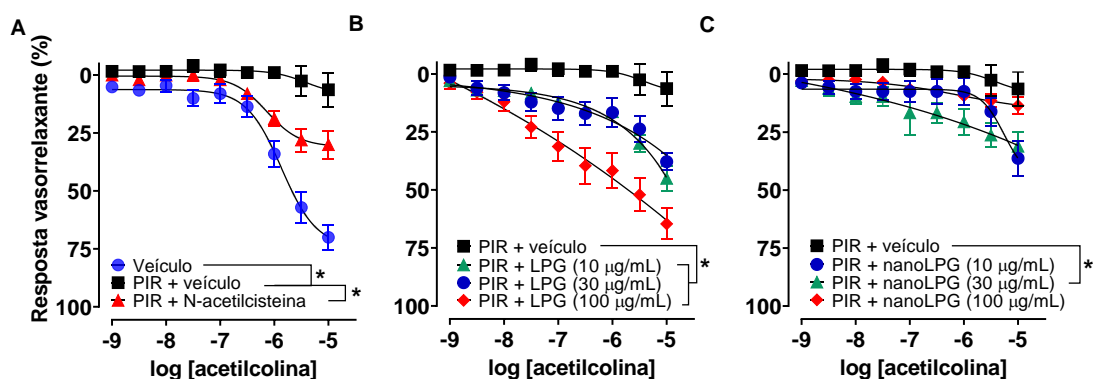 A
Resposta vasorrelaxante (%)
0
25
50
75
100
Veículo
PIR + veículo
PIR + N-acetilcisteina
*
*
-9 -8 -7 -6 -5
log [acetilcolina]
B
0
25
50
75
100
PIR + veículo
PIR + LPG (10 μg/mL)
PIR + LPG (30 μg/mL)
PIR + LPG (100 μg/mL)
*
-9 -8 -7 -6 -5
log [acetilcolina]
C
0
25
50
75
100
PIR + veículo
PIR + nanoLPG (10 μg/mL)
PIR + nanoLPG (30 μg/mL)
PIR + nanoLPG (100 μg/mL)
*
-9 -8 -7 -6 -5
log [acetilcolina]